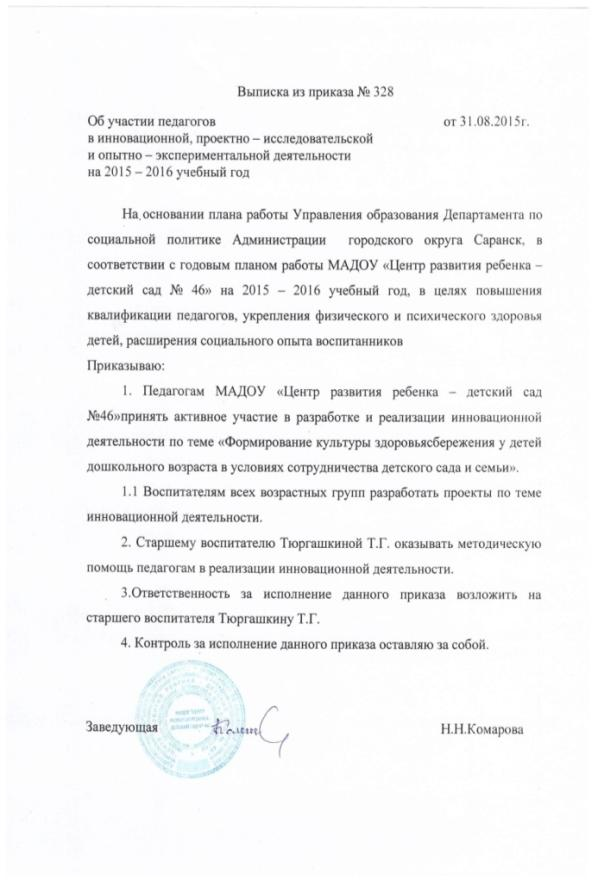 Выписка из приказа № 328
Об участии педагогов от 31.08.2015г.
в инновационной, проектно – исследовательской
и опытно – экспериментальной деятельности
на 2015 – 2016 учебный год
На основании плана работы Управления образования Департамента по
социальной политике Администрации городского округа Саранск, в
соответствии с годовым планом работы МАДОУ «Центр развития ребенка –
детский сад № 46» на 2015 – 2016 учебный год, в целях повышения
квалификации педагогов, укрепления физического и психического здоровья
детей, расширения социального опыта воспитанников
Приказываю:
1. Педагогам МАДОУ «Центр развития ребенка – детский сад
№46»принять активное участие в разработке и реализации инновационной
деятельности по теме «Формирование культуры здоровьясбережения у детей
дошкольного возраста в условиях сотрудничества детского сада и семьи».
1.1 Воспитателям всех возрастных групп разработать проекты по теме
инновационной деятельности.
2. Старшему воспитателю Тюргашкиной Т.Г. оказывать методическую
помощь педагогам в реализации инновационной деятельности.
3.Ответственность за исполнение данного приказа возложить на
старшего воспитателя Тюргашкину Т.Г.
4. Контроль за исполнение данного приказа оставляю за собой.
Заведующая Н.Н.Комарова